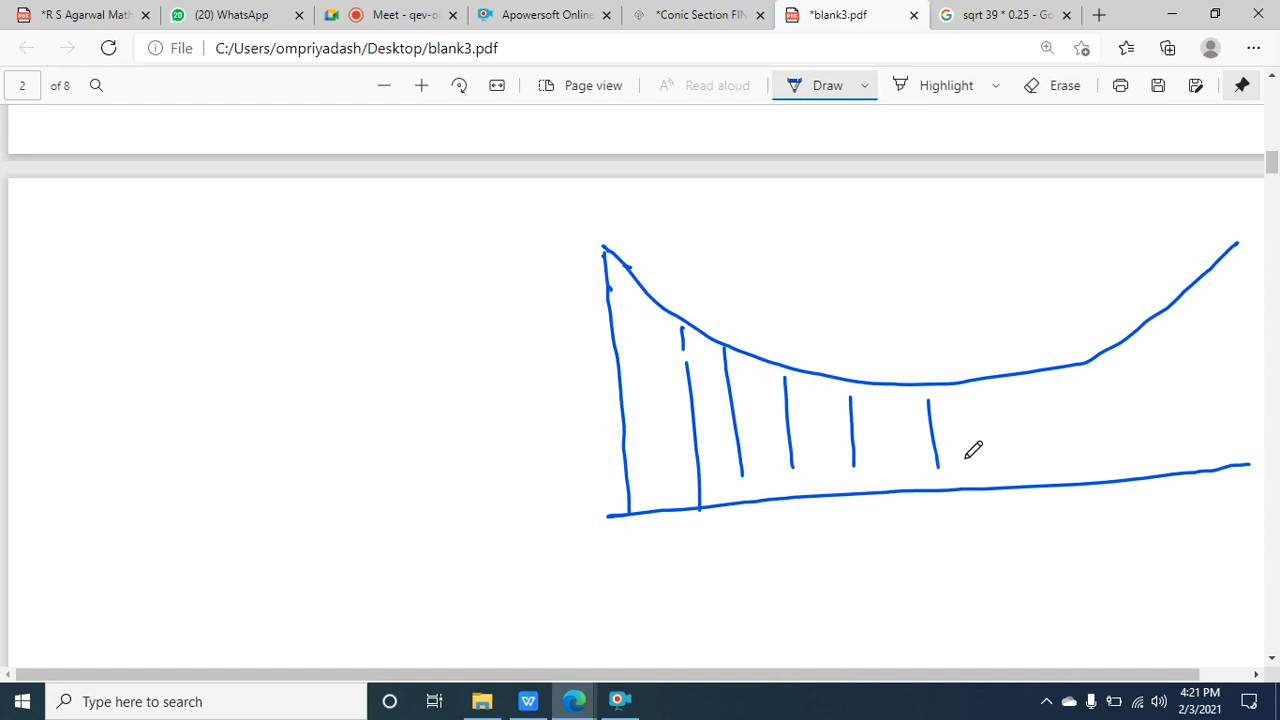 *R S Agarwal Math
(20) WhatsApp
Meet - qev-o
Apowersoft Online
*Conic Section FIN
*blank3.pdf
sqrt 39 * 0.25 - Go
File C:/Users/ompriyadash/Desktop/blank3.pdf
2 of 8 Page view Read aloud Draw Highlight Erase
Type here to search
4:21 PM
2/3/2021